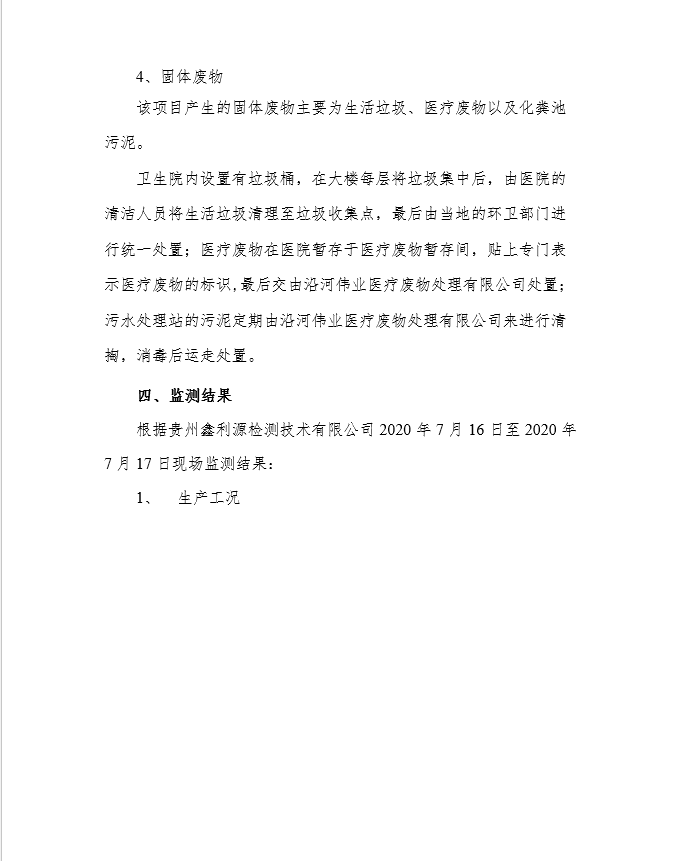 4、固体废物
该项目产生的固体废物主要为生活垃圾、医疗废物以及化粪池
污泥。
卫生院内设置有垃圾桶，在大楼每层将垃圾集中后，由医院的
清洁人员将生活垃圾清理至垃圾收集点，最后由当地的环卫部门进
行统一处置；医疗废物在医院暂存于医疗废物暂存间，贴上专门表
示医疗废物的标识,最后交由沿河伟业医疗废物处理有限公司处置；
污水处理站的污泥定期由沿河伟业医疗废物处理有限公司来进行清
掏，消毒后运走处置。
四、监测结果
根据贵州鑫利源检测技术有限公司 2020 年 7 月 16 日至 2020 年
7 月 17 日现场监测结果：
1、 生产工况